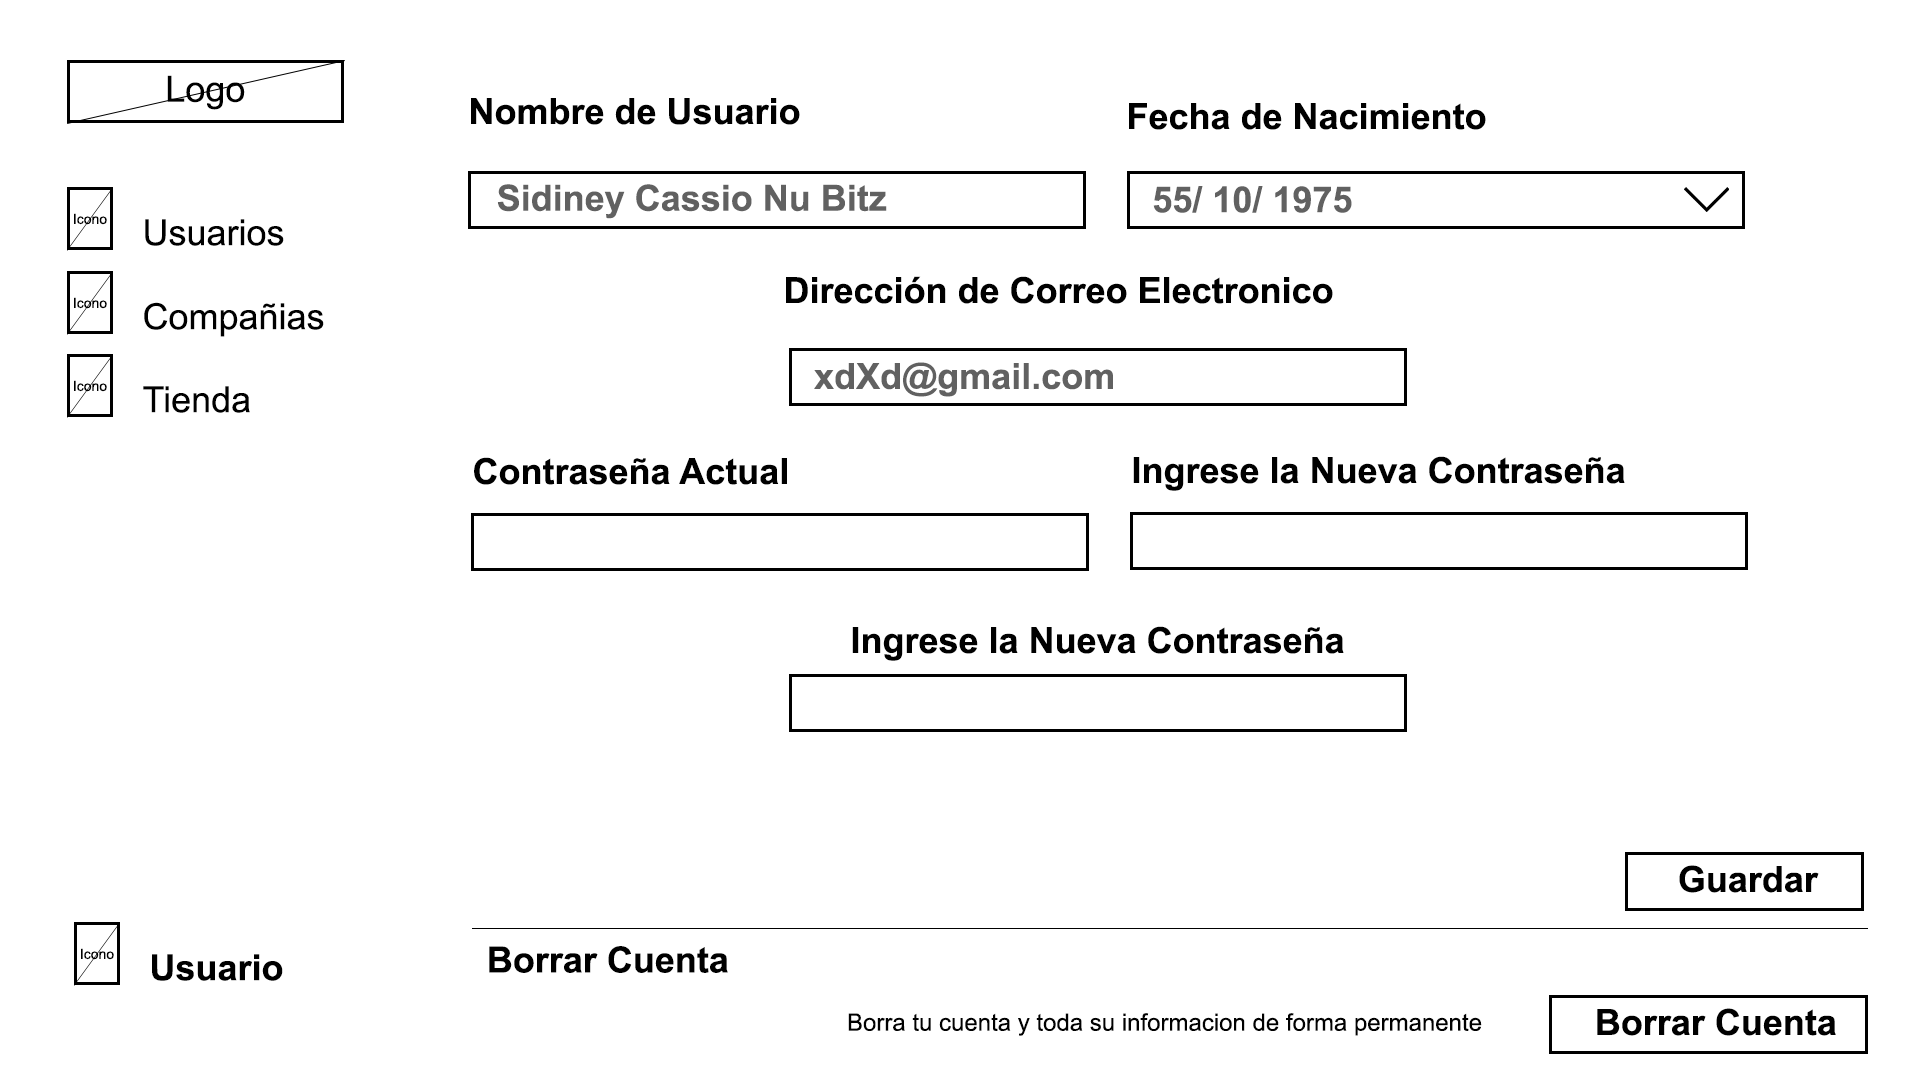 Logo
Icono
Usuarios
Icono
Compañias
Icono
Tienda
Icono
Usuario
Nombre de Usuario
Sidiney Cassio Nu Bitz
Fecha de Nacimiento
55/ 10/ 1975
Dirección de Correo Electronico
xdXd@gmail.com
Contraseña Actual
Ingrese la Nueva Contraseña
Ingrese la Nueva Contraseña
Guardar
Borrar Cuenta
Borra tu cuenta y toda su informacion de forma permanente
Borrar Cuenta